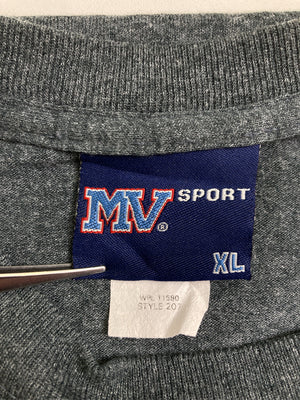 MV® SPORT
XL
WPL 11590
STYLE 207